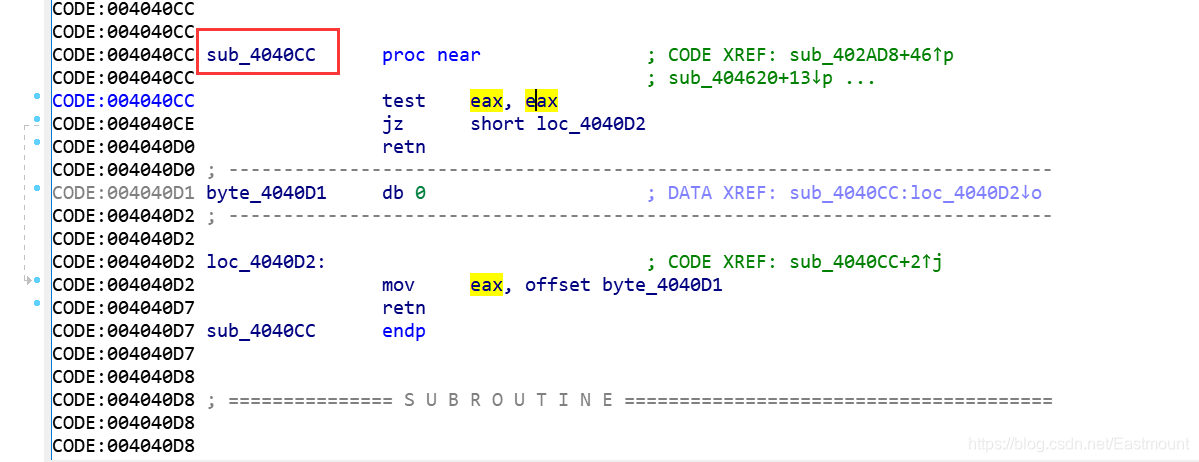 CODE:004040CC
CODE:004040CC
CODE:004040CC sub_4040CC proc near ; CODE XREF: sub_402AD8+46↑p
CODE:004040CC ; sub_404620+13↓p ...
CODE:004040CC test eax, eax
CODE:004040CE jz short loc_4040D2
CODE:004040D0 retn
CODE:004040D0 ; ---------------------------------------------------------------------------
CODE:004040D1 byte_4040D1 db 0 ; DATA XREF: sub_4040CC:loc_4040D2↓o
CODE:004040D2 ; ---------------------------------------------------------------------------
CODE:004040D2
CODE:004040D2 loc_4040D2: ; CODE XREF: sub_4040CC+2↑j
CODE:004040D2 mov eax, offset byte_4040D1
CODE:004040D7 retn
CODE:004040D7 sub_4040CC endp
CODE:004040D7
CODE:004040D8
CODE:004040D8 ; =============== S U B R O U T I N E =======================================
CODE:004040D8
CODE:004040D8
https://blog.csdn.net/Eastmount